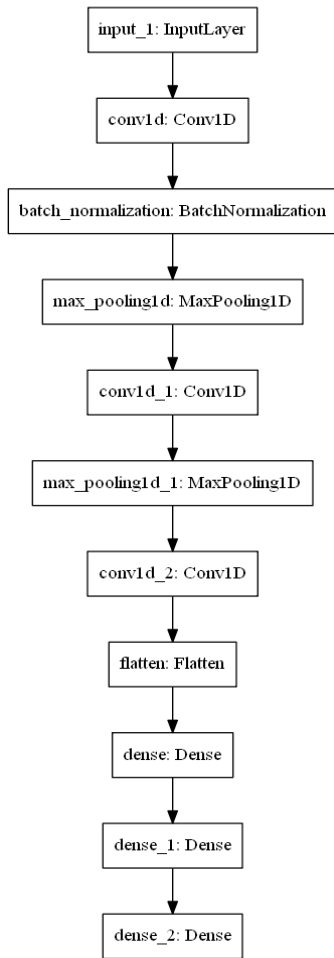 input_1: InputLayer
conv1d: Conv1D
batch_normalization: BatchNormalization
max_pooling1d: MaxPooling1D
conv1d_1: Conv1D
max_pooling1d_1: MaxPooling1D
conv1d_2: Conv1D
flatten: Flatten
dense: Dense
dense_1: Dense
dense_2: Dense